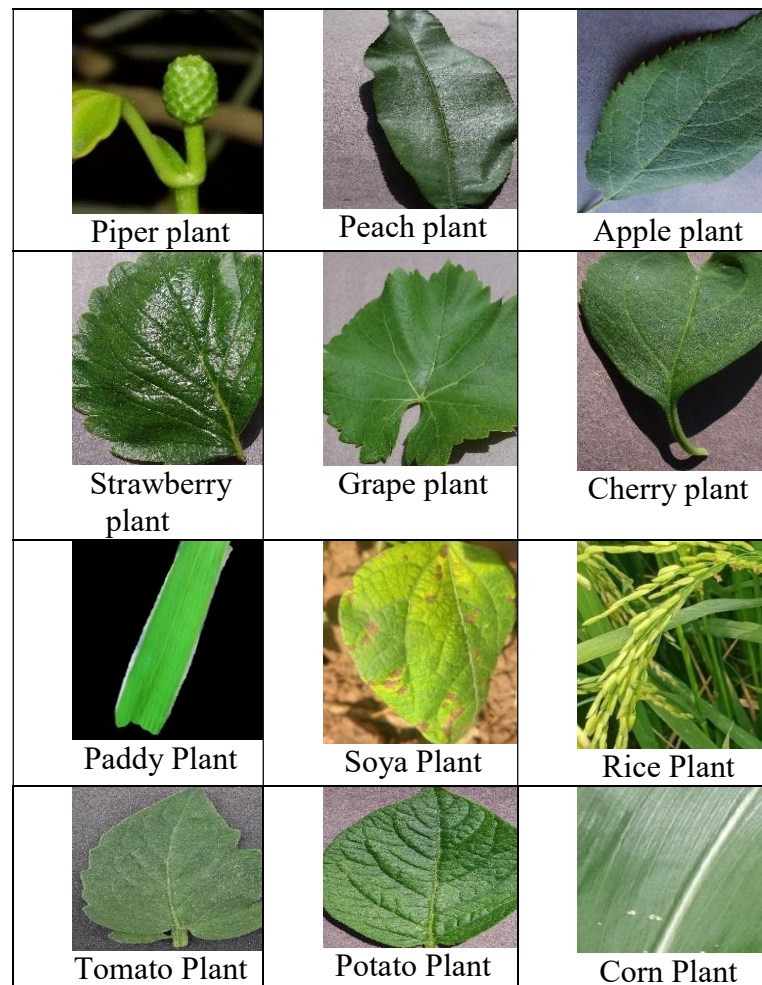 Piper plant
Peach plant
Apple plant
Strawberry
plant
Grape plant
Cherry plant
Paddy Plant
Soya Plant
Rice Plant
Tomato Plant
Potato Plant
Corn Plant